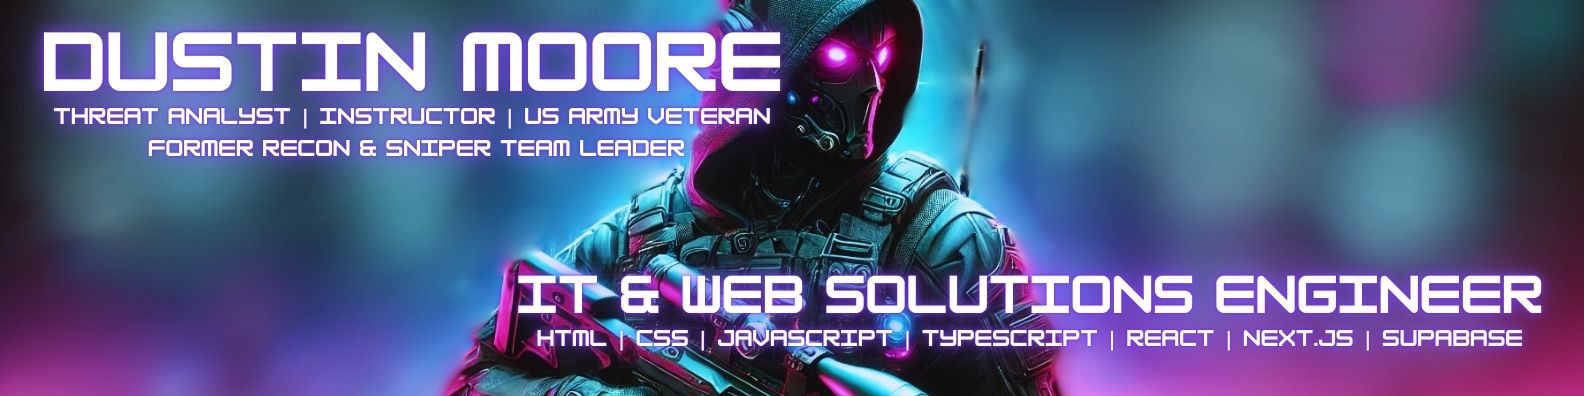 DUSTIN MOORE
THREAT ANALYST | INSTRUCTOR | US ARMY VETERAN
FORMER RECON & SNIPER TEAM LEADER
IT & WEB SOLUTIONS ENGINEER
HTML | CSS | JAVASCRIPT | TYPESCRIPT | REACT | NEXT.JS | SUPABASE